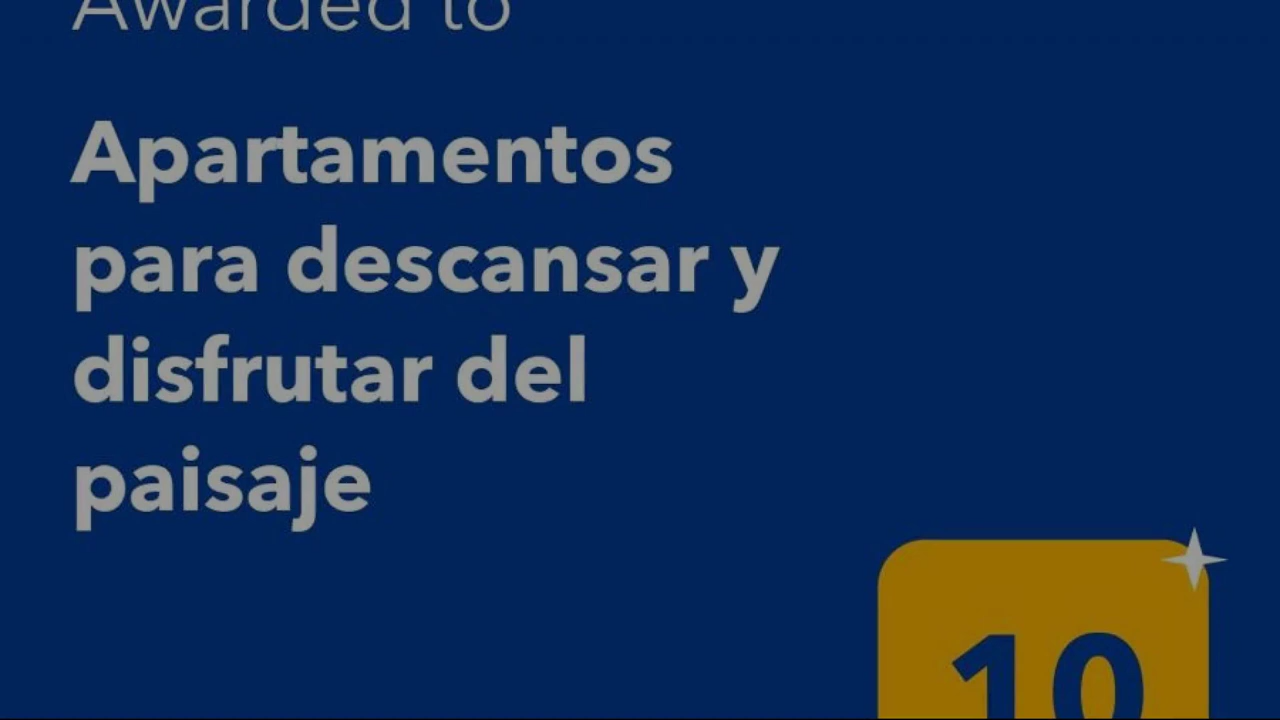 Awarded to
Apartamentos
para descansar y
disfrutar del
paisaje
10